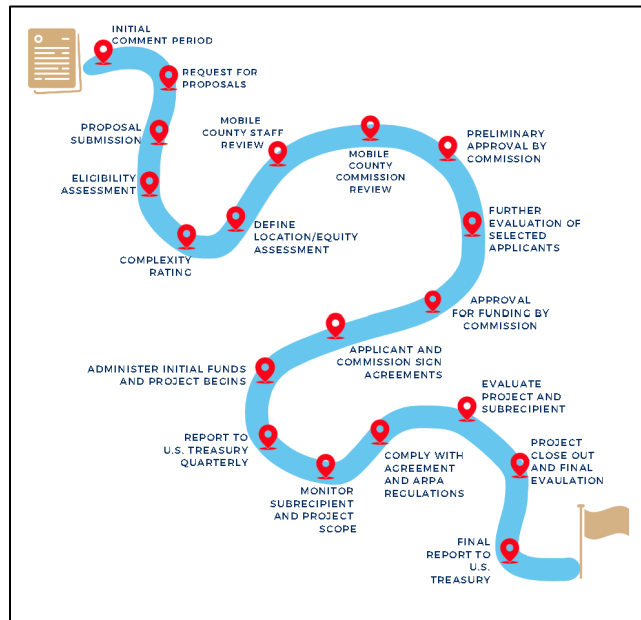 INITIAL
COMMENT PERIOD
REQUEST FOR
PROPOSALS
PROPOSAL
SUBMISSION
ELIGIBILITY
ASSESSMENT
COMPLEXITY
RATING
DEFINE
LOCATION/EQUITY
ASSESSMENT
MOBILE
COUNTY STAFF
REVIEW
MOBILE
COUNTY
COMMISSION
REVIEW
PRELIMINARY
APPROVAL BY
COMMISSION
FURTHER
EVALUATION OF
SELECTED
APPLICANTS
APPROVAL
FOR FUNDING BY
COMMISSION
APPLICANT AND
COMMISSION SIGN
AGREEMENTS
ADMINISTER INITIAL FUNDS
AND PROJECT BEGINS
REPORT TO
U.S. TREASURY
QUARTERLY
MONITOR
SUBRECIPIENT
AND PROJECT
SCOPE
COMPLY WITH
AGREEMENT
AND ARPA
REGULATIONS
EVALUATE
PROJECT AND
SUBRECIPIENT
PROJECT
CLOSE OUT
AND FINAL
EVAULATION
FINAL
REPORT TO
U.S.
TREASURY